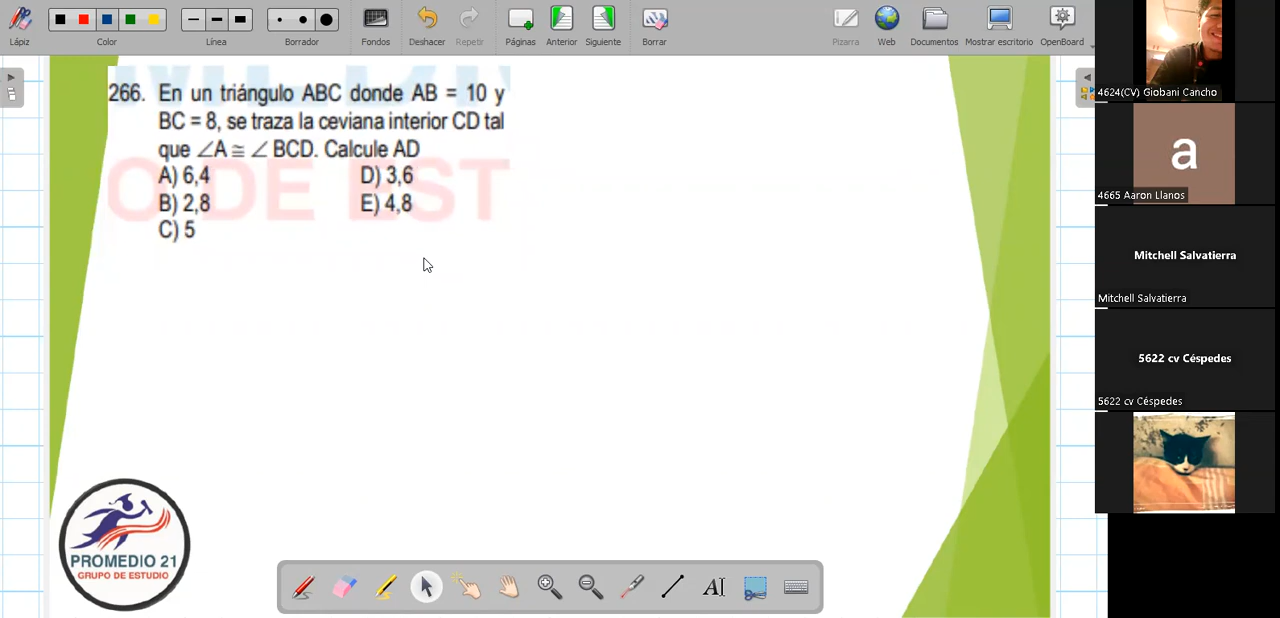 Lápiz
Color
Línea
Borrador
Fondos
Deshacer
Repetir
Páginas
Anterior
Siguiente
Borrar
Pizarra
Web
Documentos
Mostrar escritorio
OpenBoard
266. En un triángulo ABC donde AB = 10 y
BC = 8, se traza la ceviana interior CD tal
que ∠A ≅ ∠ BCD. Calcule AD
A) 6,4
D) 3,6
B) 2,8
E) 4,8
C) 5
O DE EST
PROMEDIO 21
GRUPO DE ESTUDIO
4624(CV) Giobani Cancho
a
4665 Aaron Llanos
Mitchell Salvatierra
Mitchell Salvatierra
5622 cv Céspedes
5622 cv Céspedes